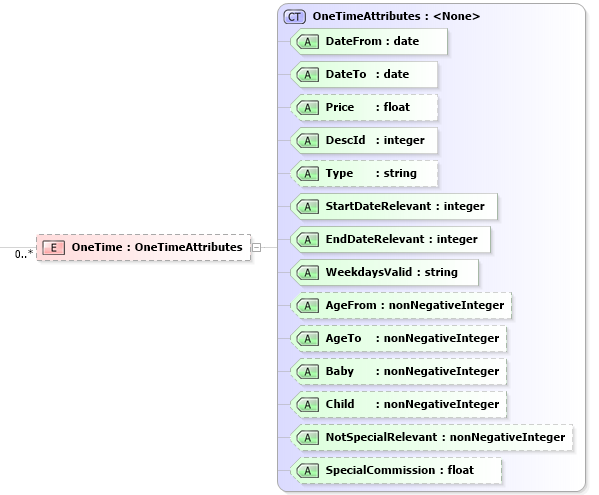 CT OneTimeAttributes : <None>
A DateFrom : date
A DateTo : date
A Price : float
A DescId : integer
A Type : string
A StartDateRelevant : integer
0..* E OneTime : OneTimeAttributes
A EndDateRelevant : integer
A WeekdaysValid : string
A AgeFrom : nonNegativeInteger
A AgeTo : nonNegativeInteger
A Baby : nonNegativeInteger
A Child : nonNegativeInteger
A NotSpecialRelevant : nonNegativeInteger
A SpecialCommission : float